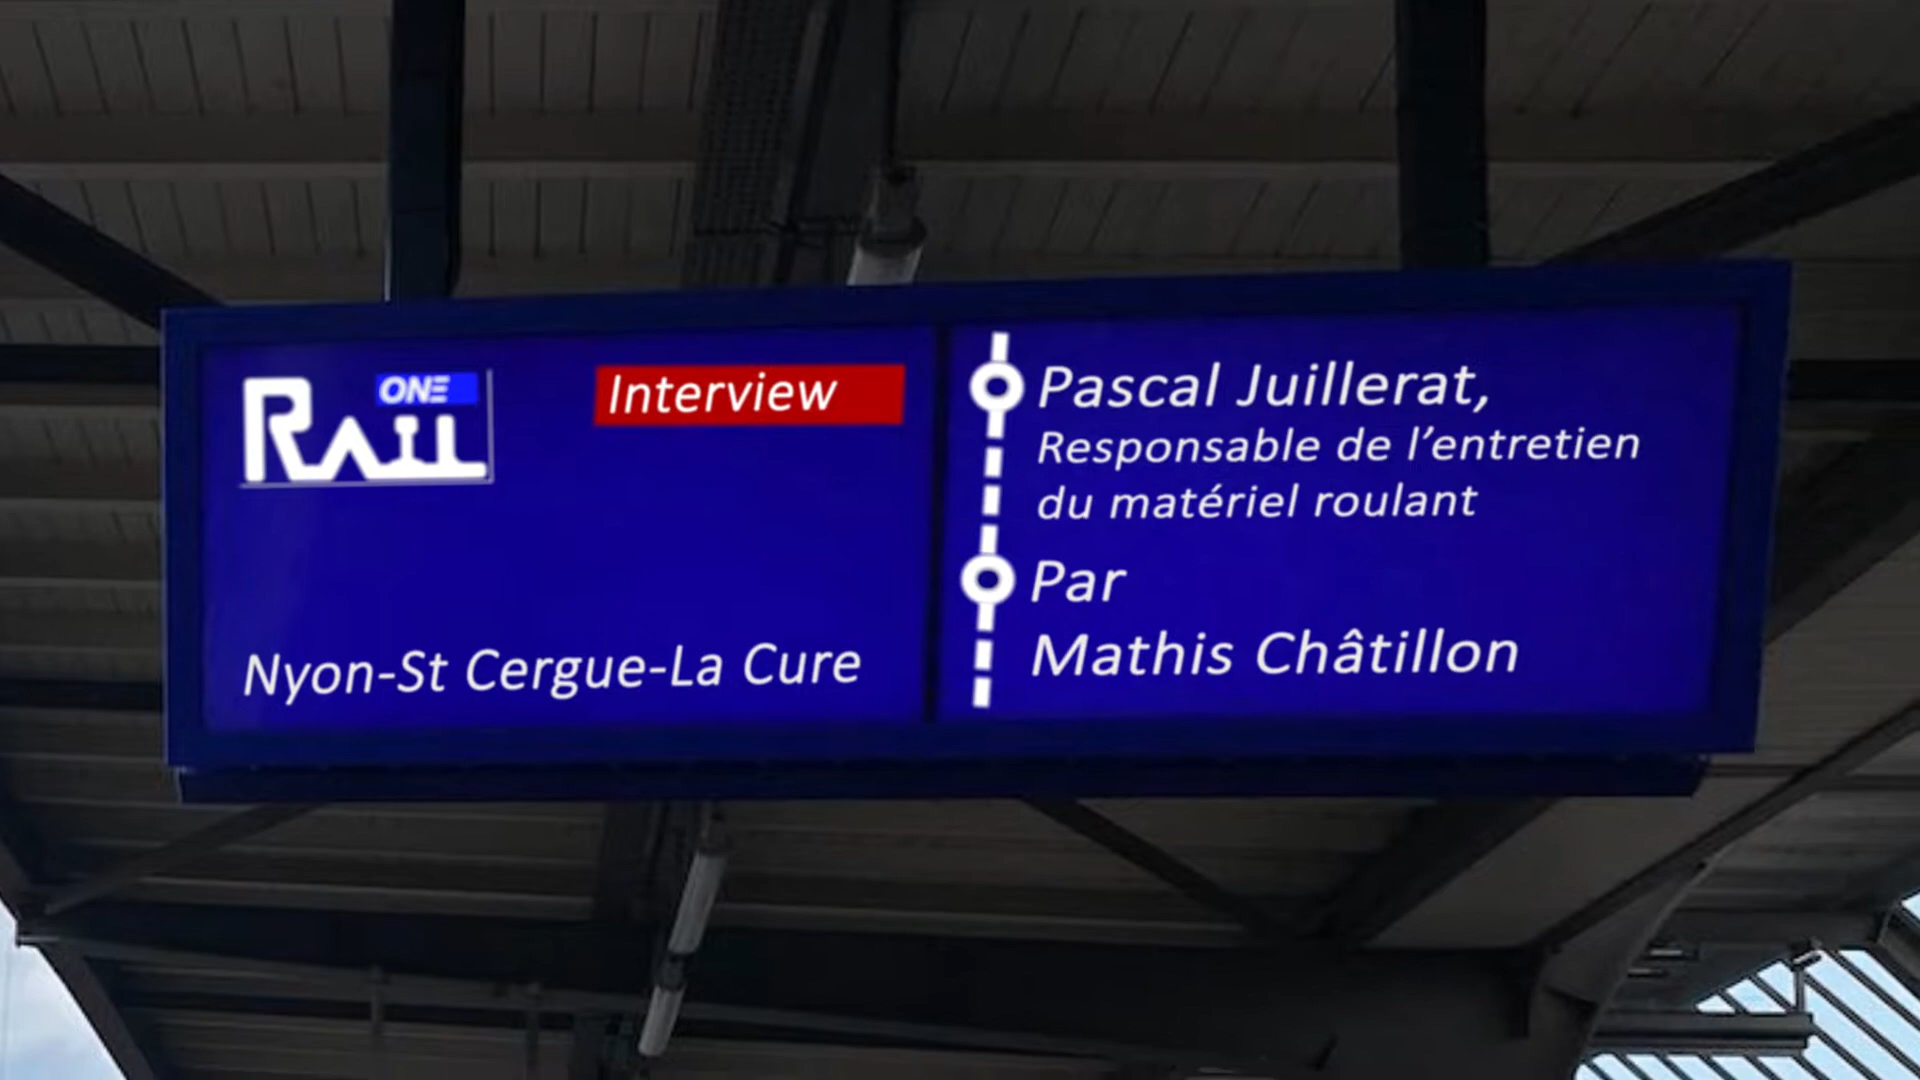 ONE
RAIL
Interview
Nyon-St Cergue-La Cure
Pascal Juillerat,
Responsable de l’entretien
du matériel roulant
Par
Mathis Châtillon